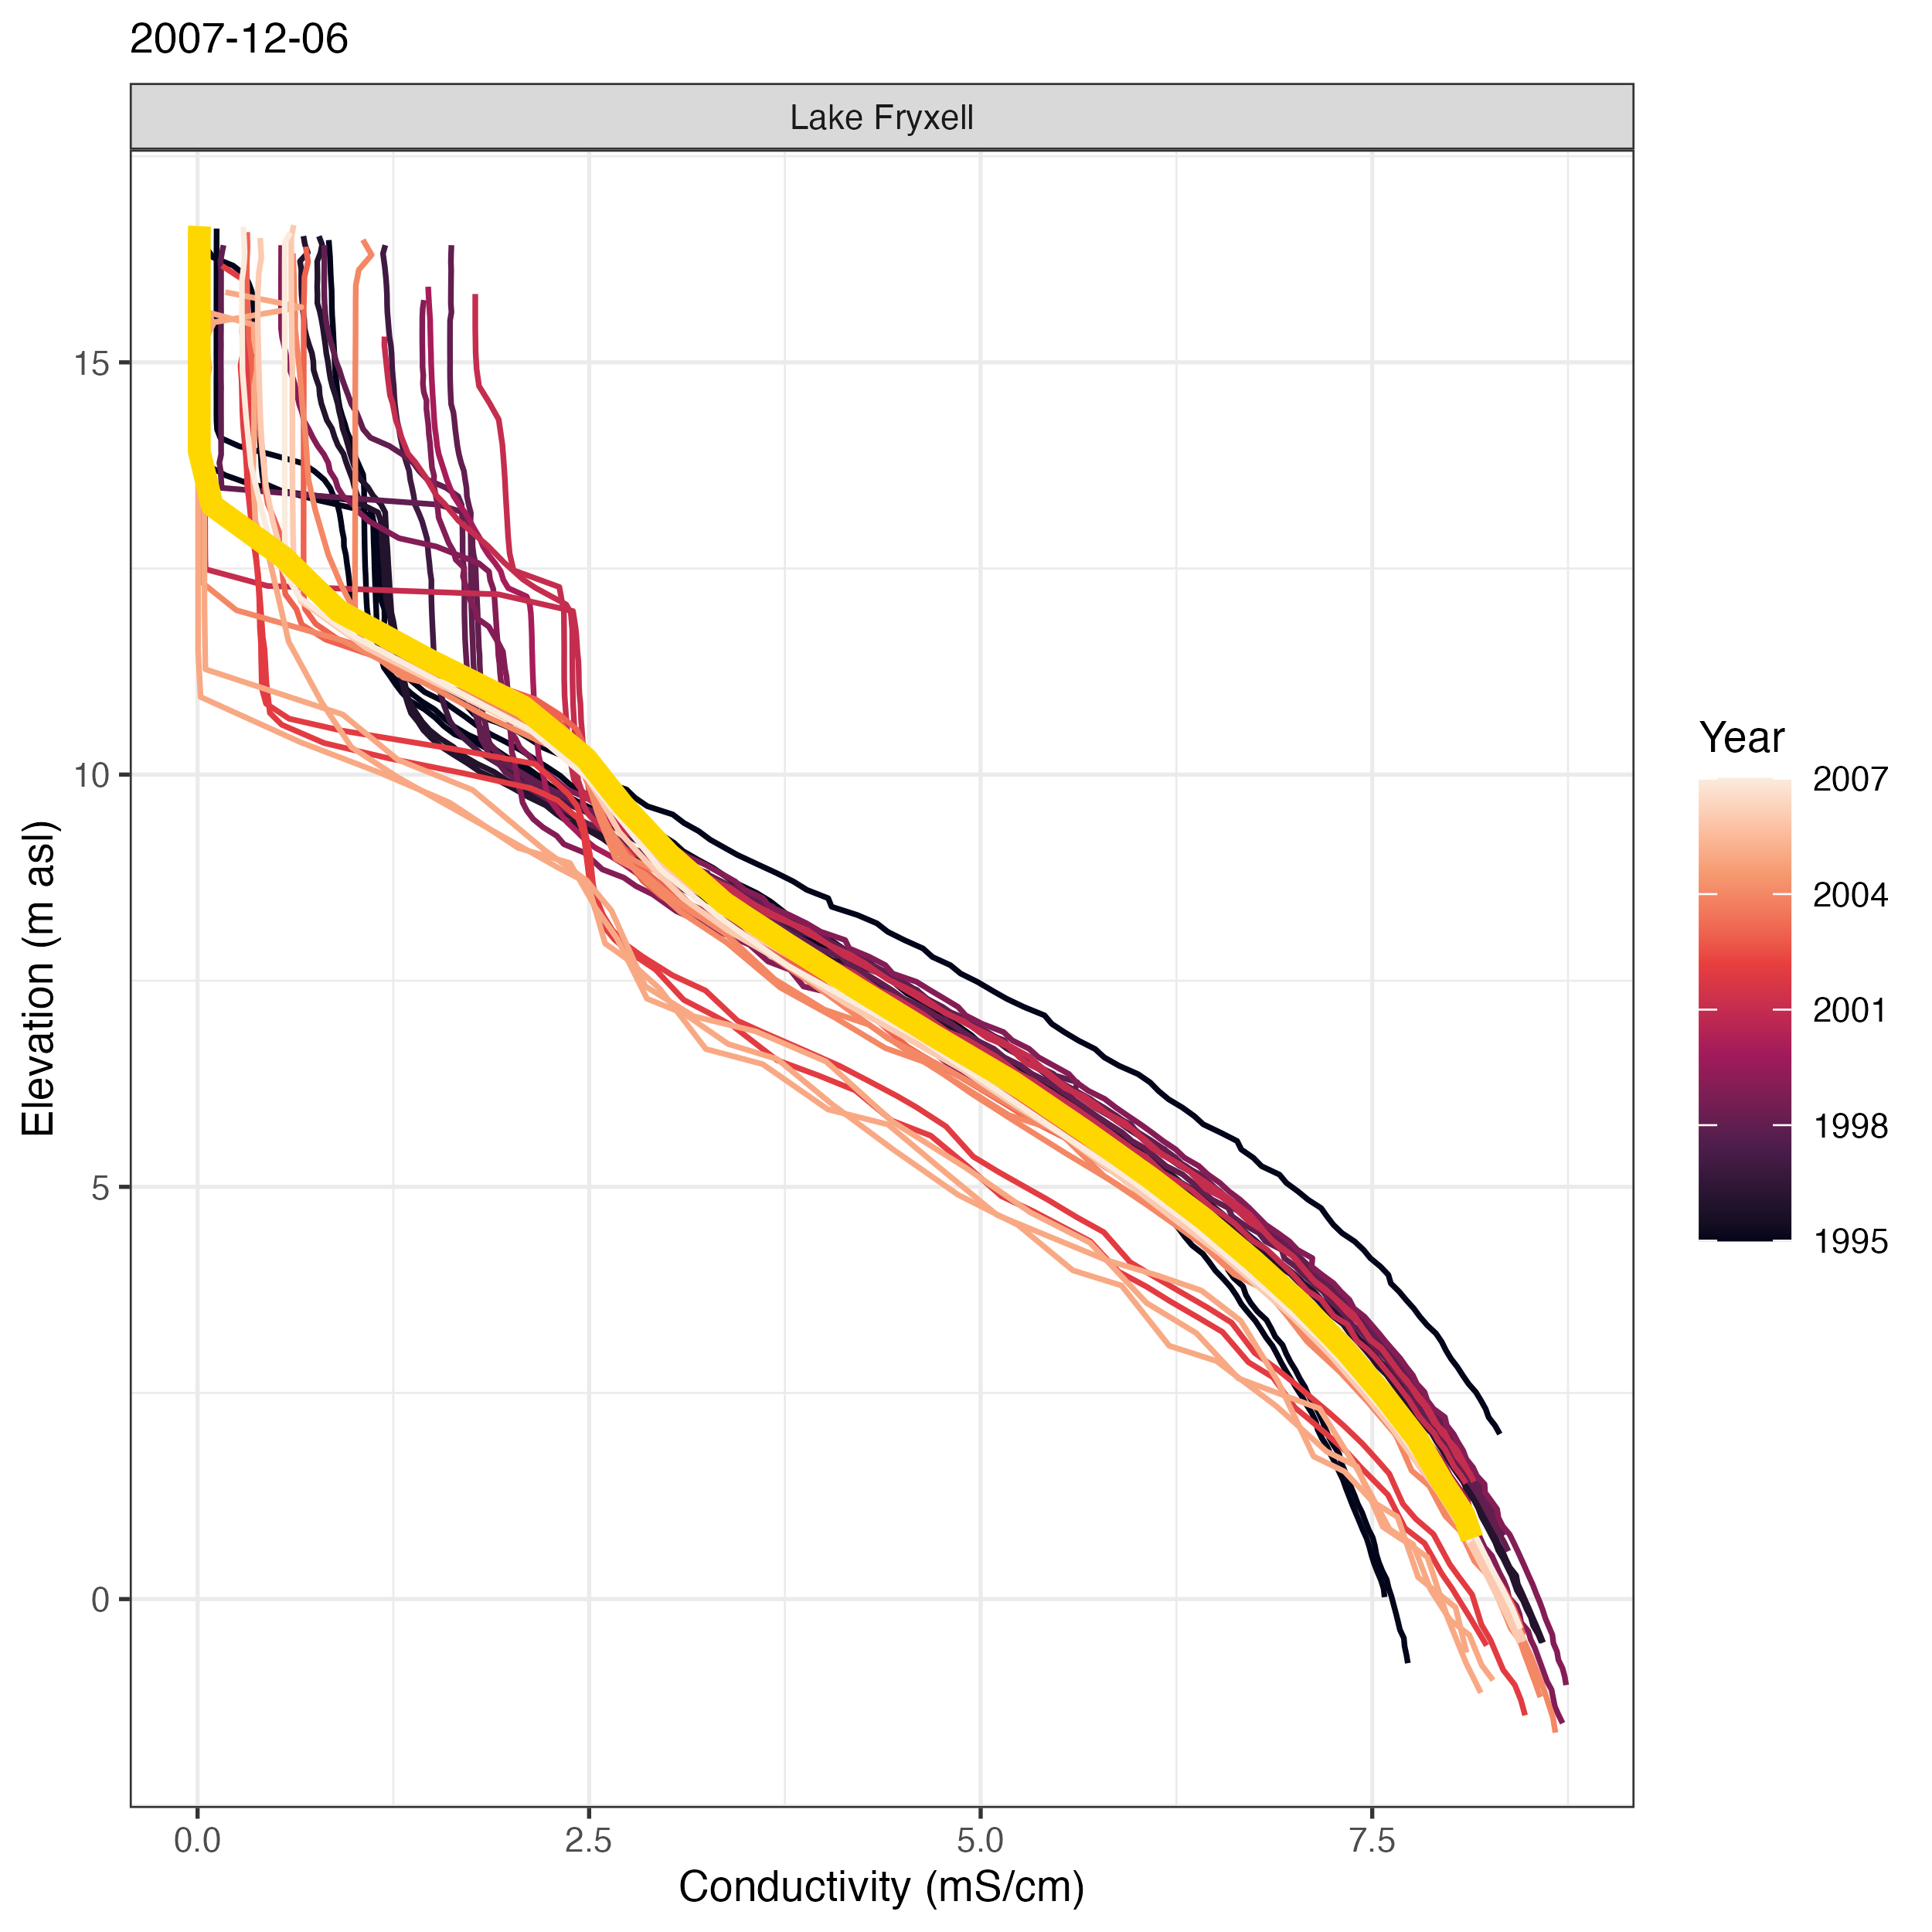 2007-12-06
Lake Fryxell
15
10
5
0
Elevation (m asl)
0.0 2.5 5.0 7.5
Conductivity (mS/cm)
Year
2007
2004
2001
1998
1995